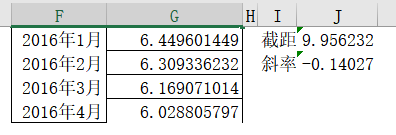 F G H I J
2016年1月 6.449601449 截距 9.956232
2016年2月 6.309336232 斜率 -0.14027
2016年3月 6.169071014
2016年4月 6.028805797